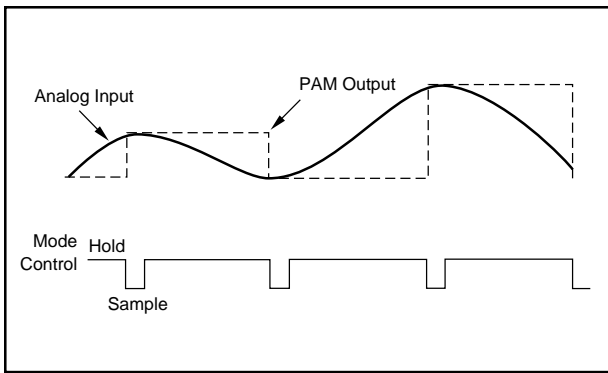 PAM Output
Analog Input
Mode
Control
Hold
Sample